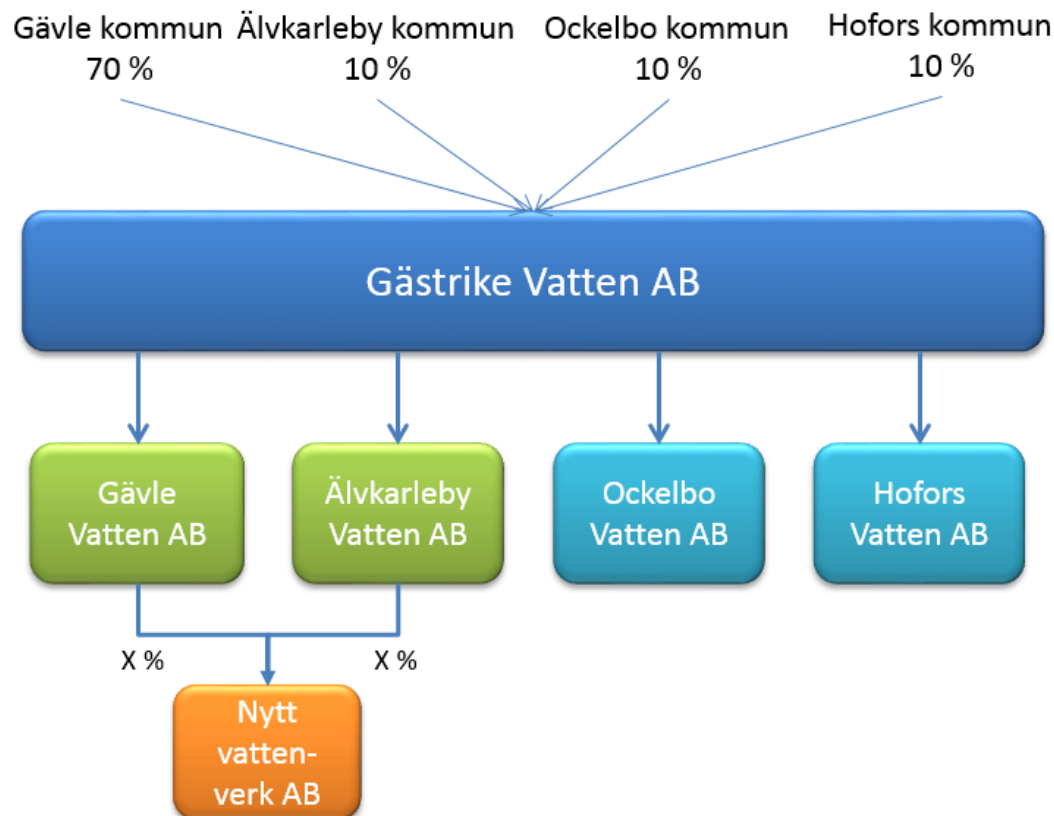 Gävle kommun
70 %
Älvkarleby kommun
10 %
Ockelbo kommun
10 %
Hofors kommun
10 %
Gästrike Vatten AB
Gävle
Vatten AB
Älvkarleby
Vatten AB
Ockelbo
Vatten AB
Hofors
Vatten AB
X %
X %
Nytt
vatten-
verk AB